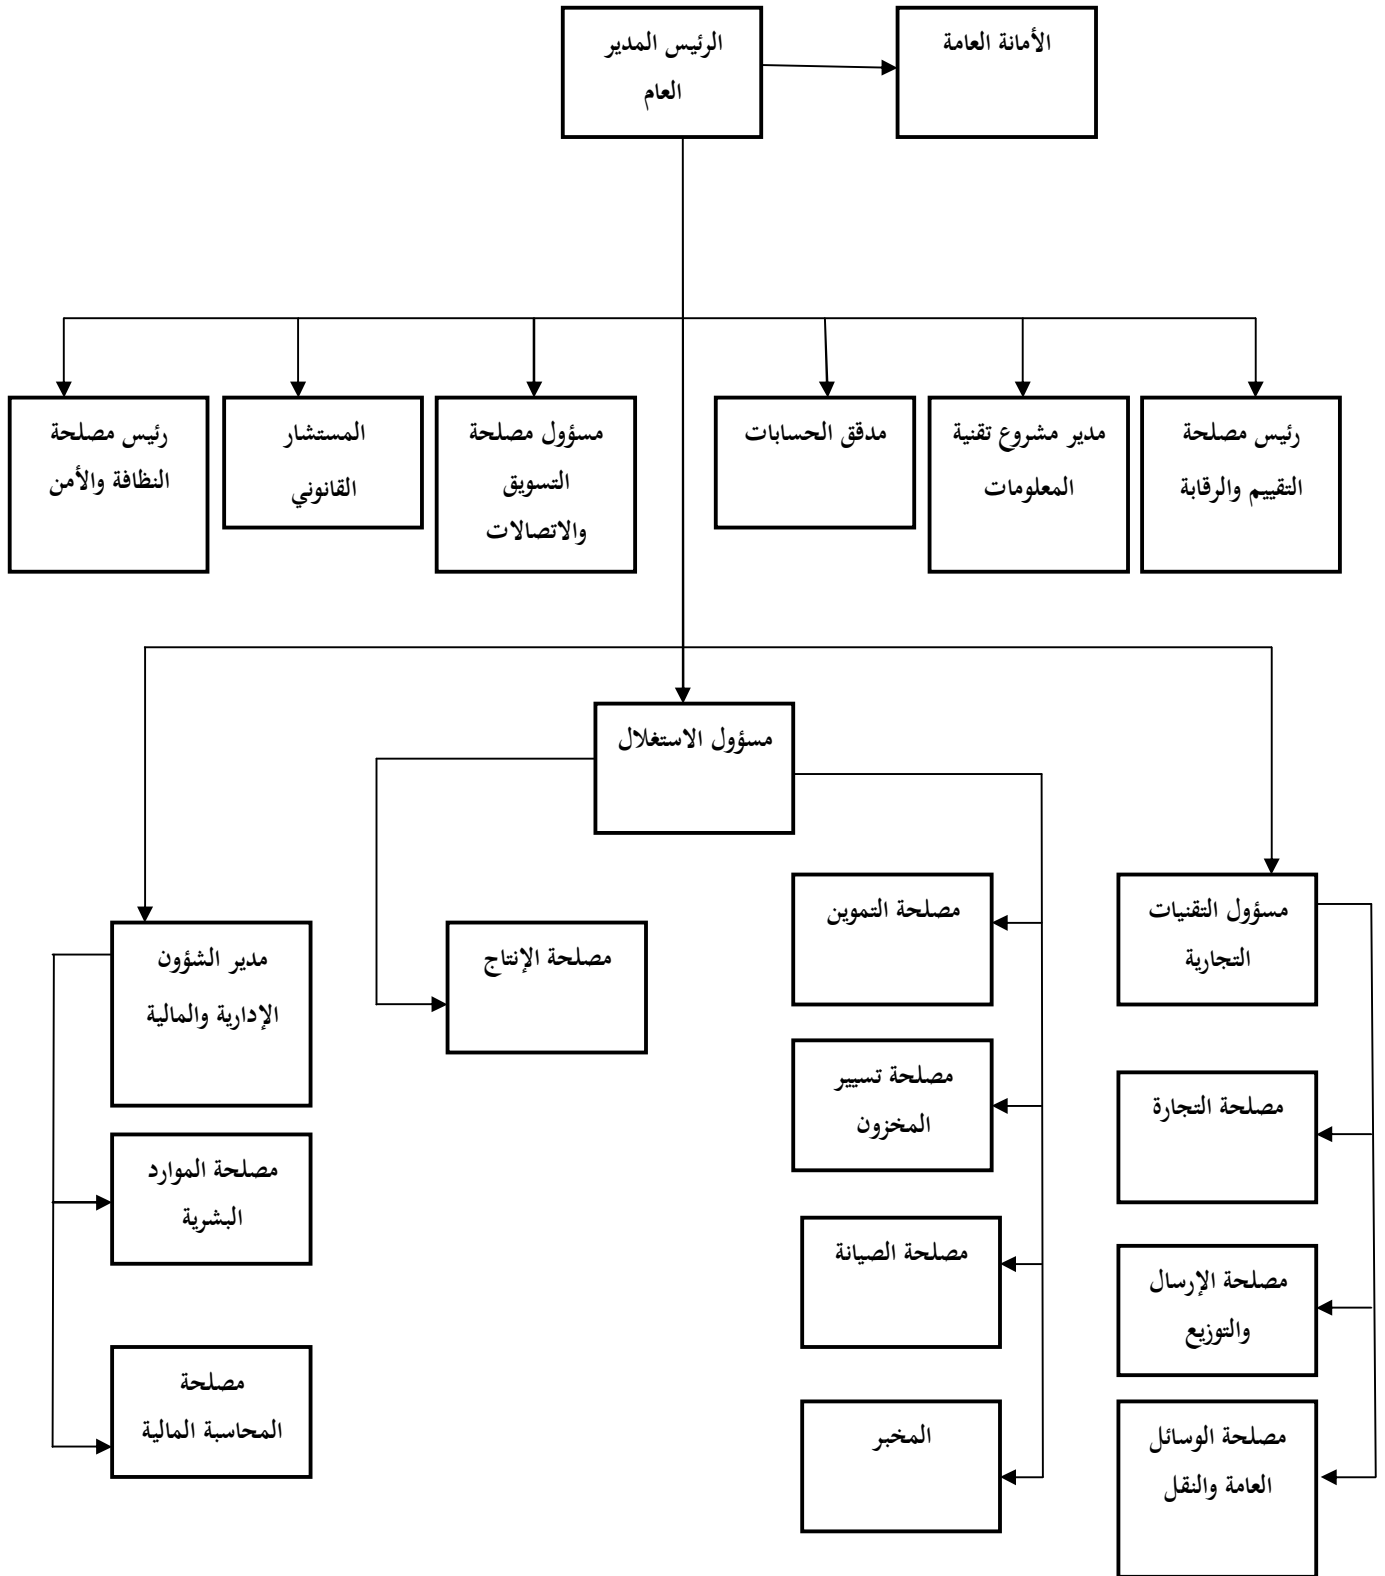 الرئيس المدير
العام
الأمانة العامة
رئيس مصلحة
التقييم والرقابة
مدير مشروع تقنية
المعلومات
مدقق الحسابات
مسؤول مصلحة
التسويق
والاتصالات
المستشار
القانوني
رئيس مصلحة
النظافة والأمن
مسؤول الاستغلال
مسؤول التقنيات
التجارية
مصلحة التموين
مصلحة الإنتاج
مدير الشؤون
الإدارية والمالية
مصلحة التجارة
مصلحة تسيير
المخزون
مصلحة الموارد
البشرية
مصلحة الإرسال
والتوزيع
مصلحة الصيانة
مصلحة
المحاسبة المالية
مصلحة الوسائل
العامة والنقل
المخبر